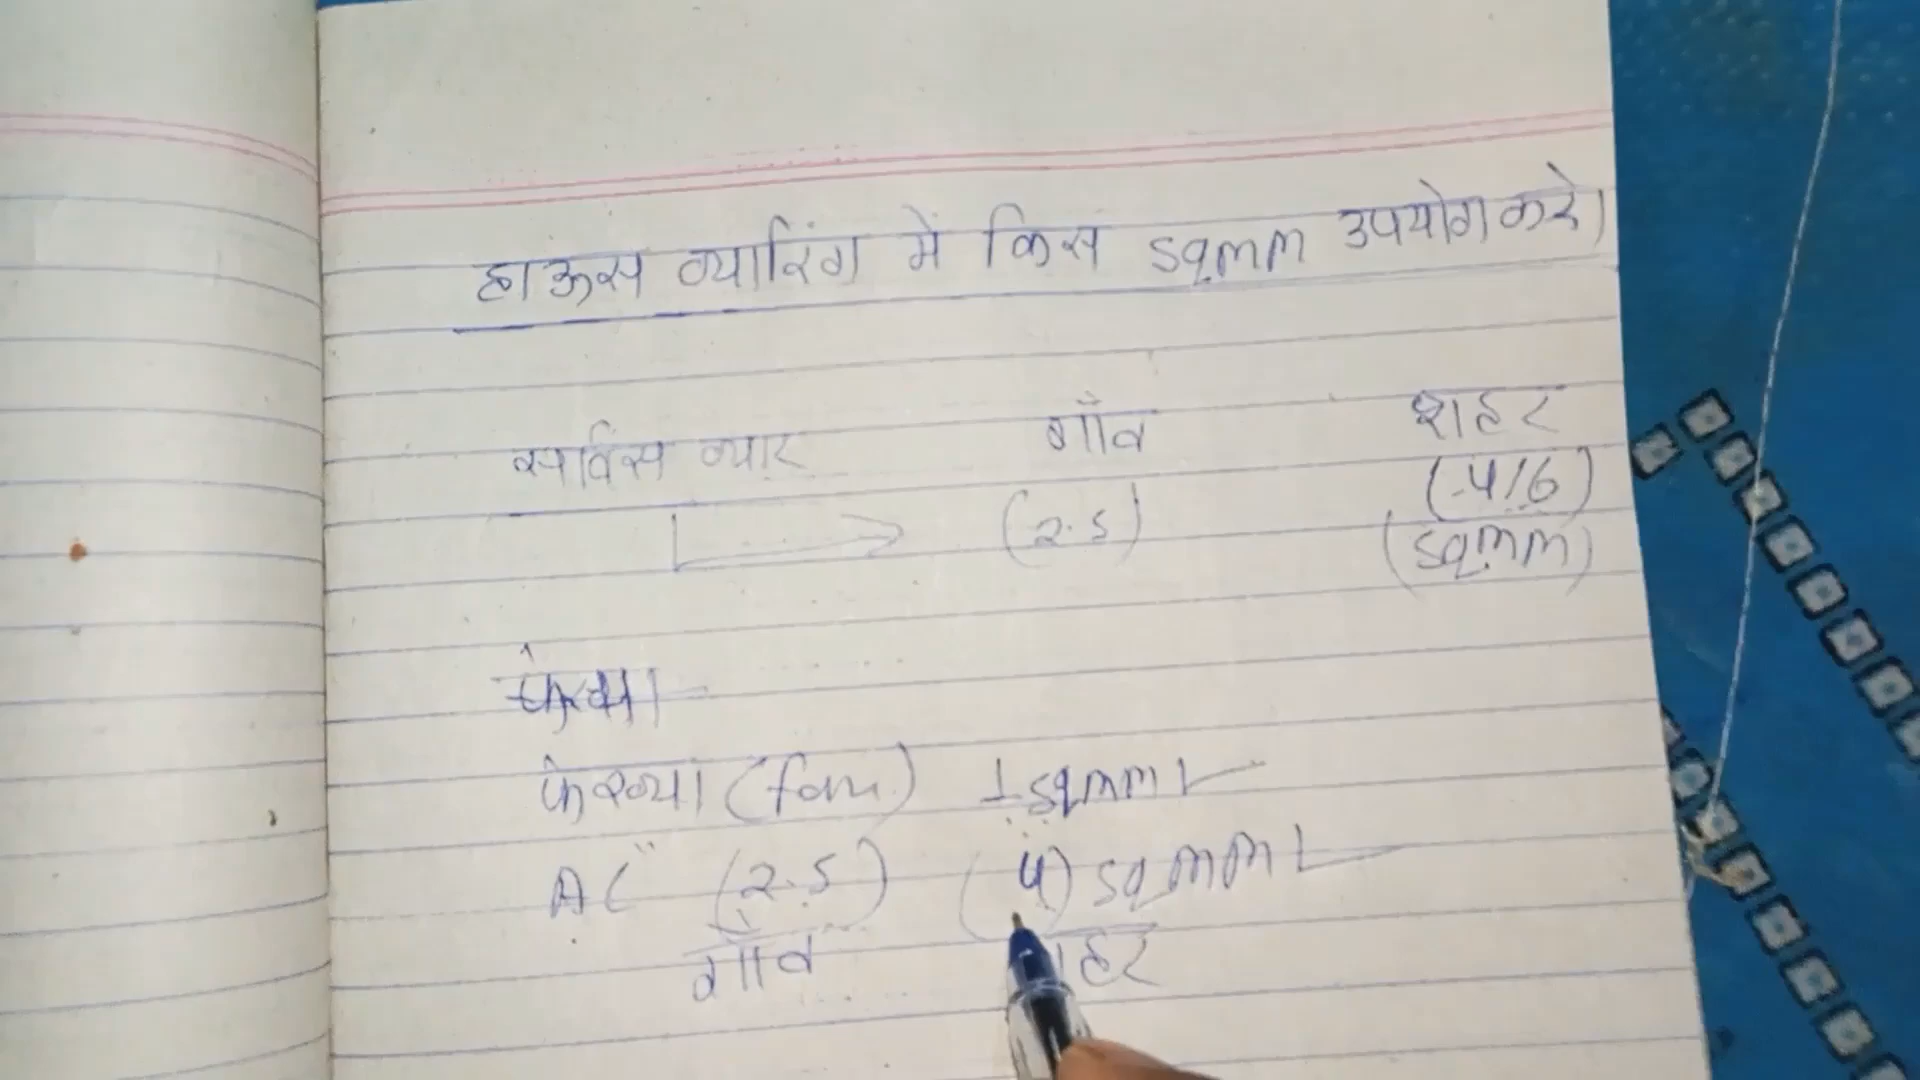 हाऊस व्यारिंग में किस sqmm उपयोग करे।
सर्विस व्यार गाँव शहर
(2.5) (4/6)
(sqmm)
(fan) 1 sqmm
AC (2.5) (4) sqmm
गाँव शहर